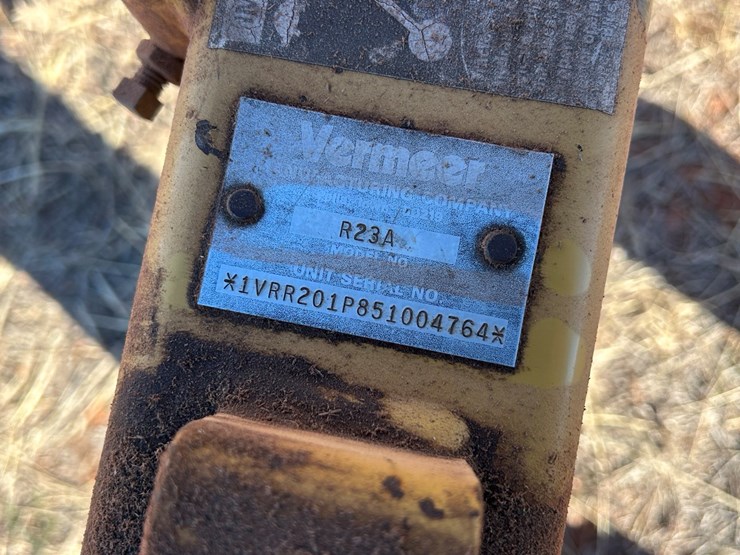 Vermeer
MANUFACTURING COMPANY
R23A
MODEL NO.
UNIT SERIAL NO.
*1VRR201P851004764*